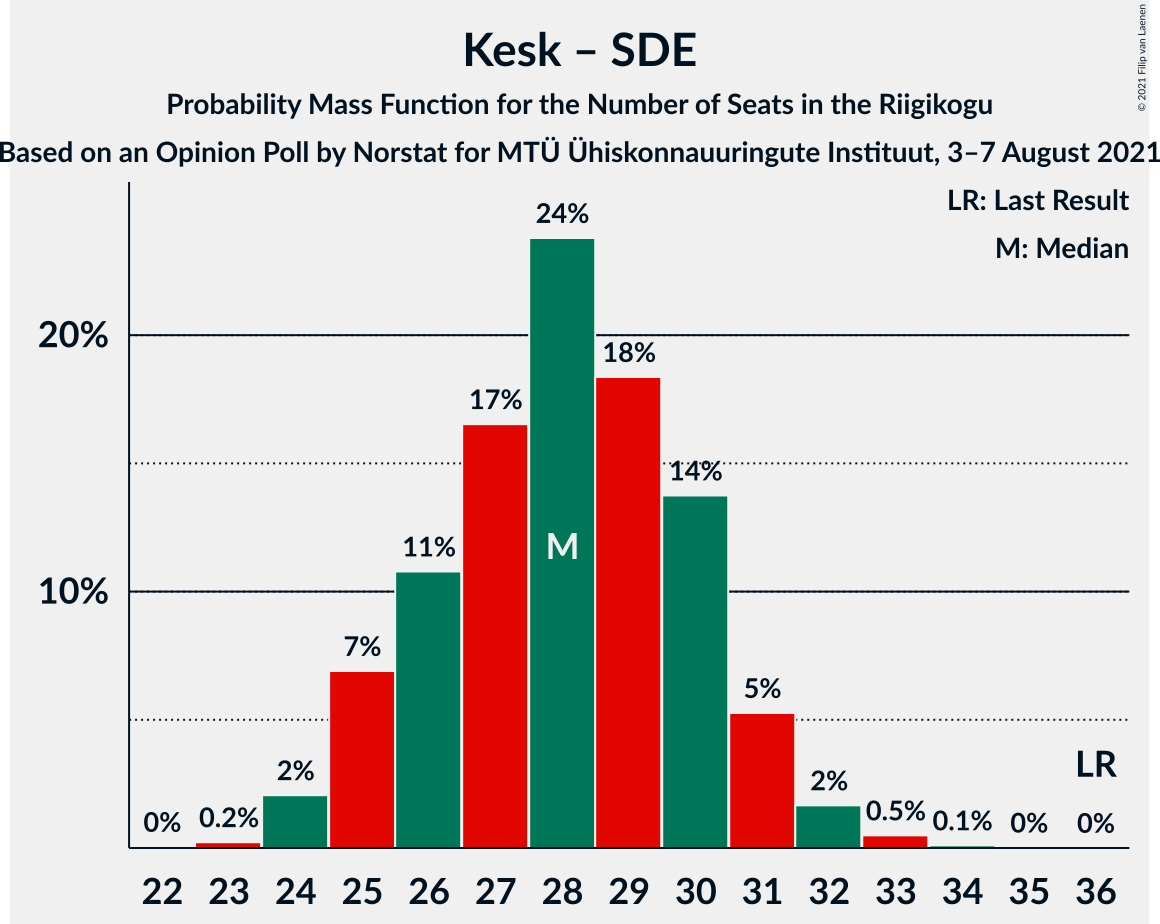 Kesk – SDE
Probability Mass Function for the Number of Seats in the Riigikogu
Based on an Opinion Poll by Norstat for MTÜ Ühiskonnauuringute Instituut, 3–7 August 2021
© 2021 Filip van Laenen
LR: Last Result
M: Median
20%
10%
0%
0.2%
2%
7%
11%
17%
24%
M
18%
14%
5%
2%
0.5%
0.1%
0%
LR
0%
22 23 24 25 26 27 28 29 30 31 32 33 34 35 36